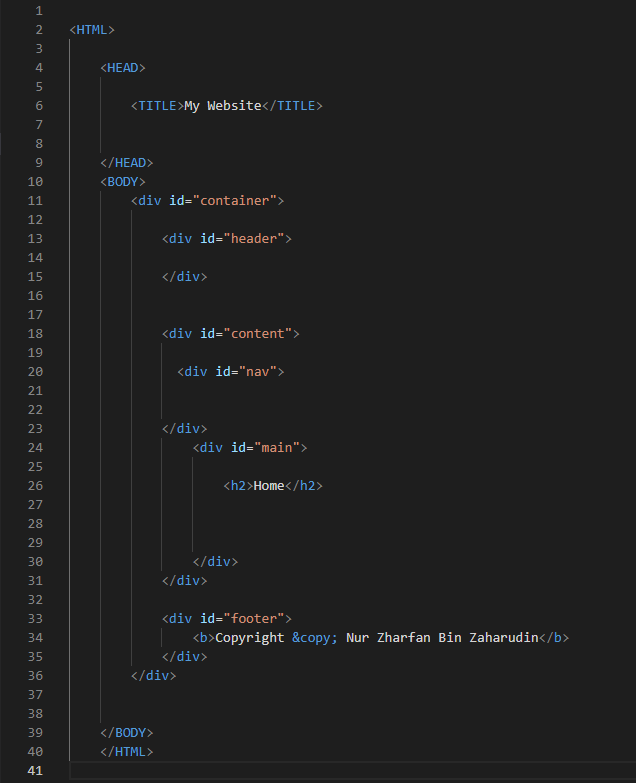 1
2 <HTML>
3
4 <HEAD>
5
6 <TITLE>My Website</TITLE>
7
8
9 </HEAD>
10 <BODY>
11 <div id="container">
12
13 <div id="header">
14
15 </div>
16
17
18 <div id="content">
19
20 <div id="nav">
21
22
23 </div>
24 <div id="main">
25
26 <h2>Home</h2>
27
28
29
30 </div>
31 </div>
32
33 <div id="footer">
34 <b>Copyright &copy; Nur Zharfan Bin Zaharudin</b>
35 </div>
36 </div>
37
38
39 </BODY>
40 </HTML>
41